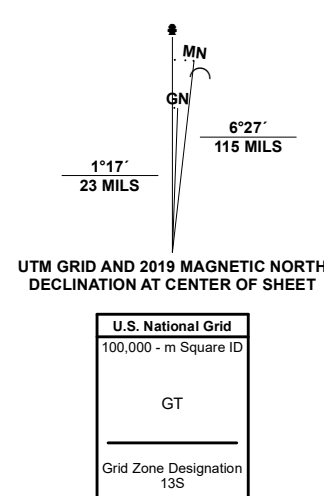 MN
GN
6°27´
115 MILS
1°17´
23 MILS
UTM GRID AND 2019 MAGNETIC NORTH
DECLINATION AT CENTER OF SHEET
U.S. National Grid
100,000 - m Square ID
GT
Grid Zone Designation
13S